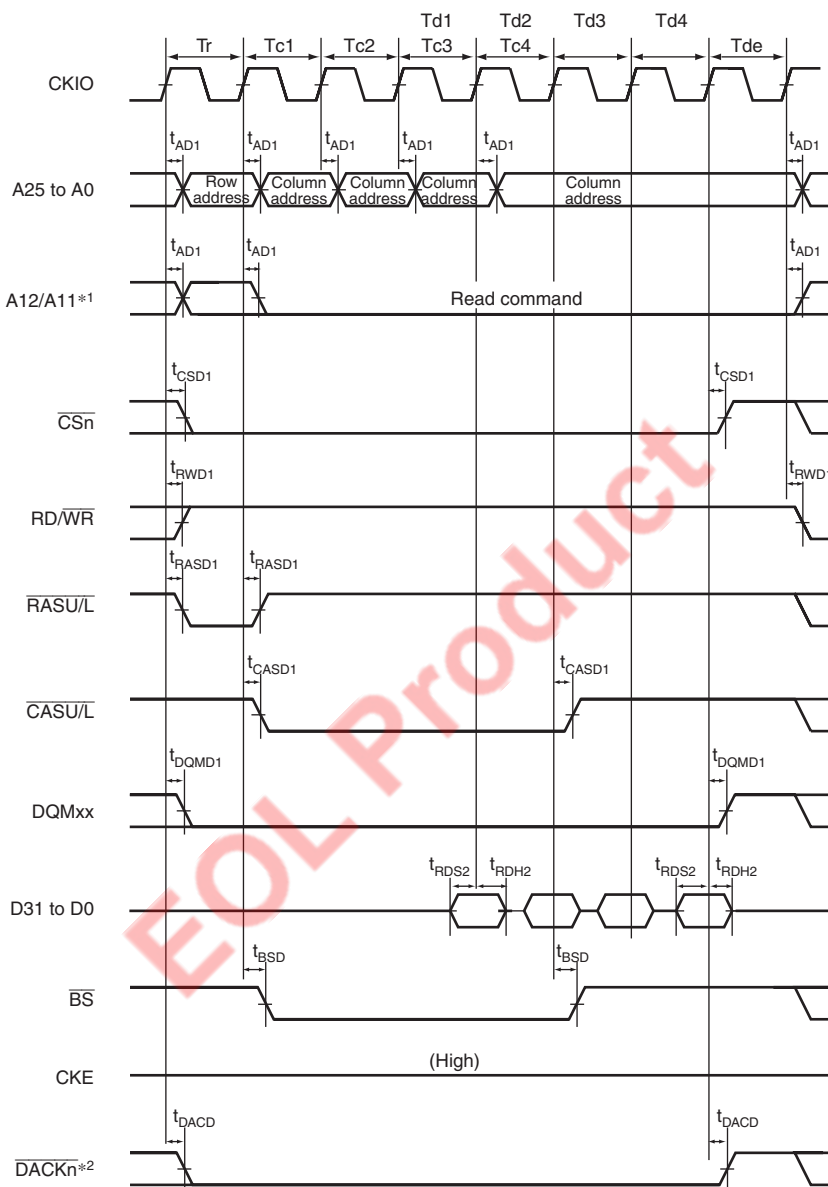 Td1 Td2 Td3 Td4
Tr Tc1 Tc2 Tc3 Tc4 Tde
CKIO
tAD1 tAD1 tAD1 tAD1 tAD1 tAD1
A25 to A0
Row address
Column address
Column address
Column address
Column address
tAD1 tAD1 tAD1
A12/A11*1
Read command
tCSD1 tCSD1
CSn
tRWD1 tRWD1
RD/WR
tRASD1 tRASD1
RASU/L
tCASD1 tCASD1
CASU/L
tDQMD1 tDQMD1
DQMxx
tRDS2 tRDH2 tRDS2 tRDH2
D31 to D0
tBSD tBSD
BS
(High)
CKE
tDACD tDACD
DACKn*2
EOL Product